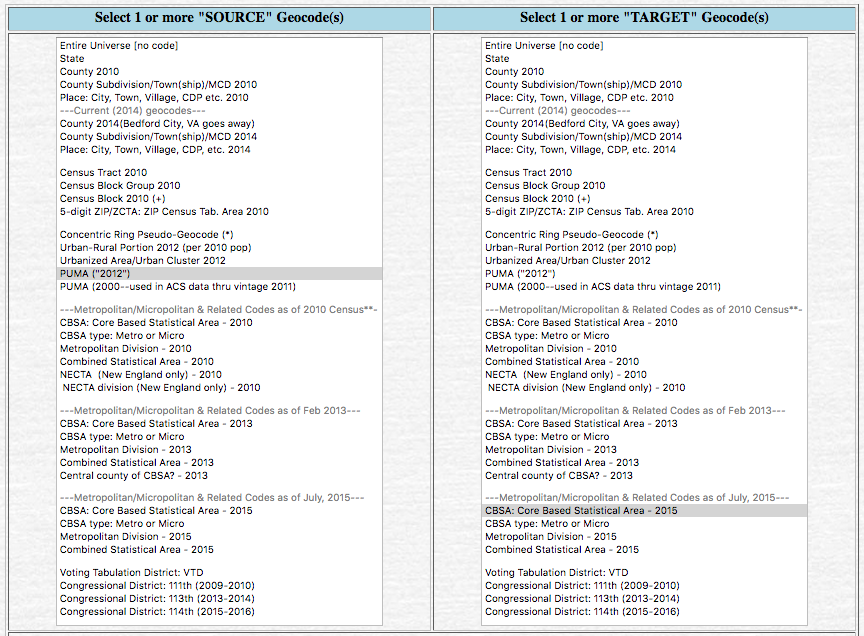 Select 1 or more "SOURCE" Geocode(s)
Entire Universe [no code]
State
County 2010
County Subdivision/Town(ship)/MCD 2010
Place: City, Town, Village, CDP etc. 2010
---Current (2014) geocodes---
County 2014(Bedford City, VA goes away)
County Subdivision/Town(ship)/MCD 2014
Place: City, Town, Village, CDP, etc. 2014
Census Tract 2010
Census Block Group 2010
Census Block 2010 (+)
5-digit ZIP/ZCTA: ZIP Census Tab. Area 2010
Concentric Ring Pseudo-Geocode (*)
Urban-Rural Portion 2012 (per 2010 pop)
Urbanized Area/Urban Cluster 2012
PUMA ("2012")
PUMA (2000--used in ACS data thru vintage 2011)
---Metropolitan/Micropolitan & Related Codes as of 2010 Census**-
CBSA: Core Based Statistical Area - 2010
CBSA type: Metro or Micro
Metropolitan Division - 2010
Combined Statistical Area - 2010
NECTA (New England only) - 2010
NECTA division (New England only) - 2010
---Metropolitan/Micropolitan & Related Codes as of Feb 2013---
CBSA: Core Based Statistical Area - 2013
CBSA type: Metro or Micro
Metropolitan Division - 2013
Combined Statistical Area - 2013
Central county of CBSA? - 2013
---Metropolitan/Micropolitan & Related Codes as of July, 2015---
CBSA: Core Based Statistical Area - 2015
CBSA type: Metro or Micro
Metropolitan Division - 2015
Combined Statistical Area - 2015
Voting Tabulation District: VTD
Congressional District: 111th (2009-2010)
Congressional District: 113th (2013-2014)
Congressional District: 114th (2015-2016)
Select 1 or more "TARGET" Geocode(s)
Entire Universe [no code]
State
County 2010
County Subdivision/Town(ship)/MCD 2010
Place: City, Town, Village, CDP etc. 2010
---Current (2014) geocodes---
County 2014(Bedford City, VA goes away)
County Subdivision/Town(ship)/MCD 2014
Place: City, Town, Village, CDP, etc. 2014
Census Tract 2010
Census Block Group 2010
Census Block 2010 (+)
5-digit ZIP/ZCTA: ZIP Census Tab. Area 2010
Concentric Ring Pseudo-Geocode (*)
Urban-Rural Portion 2012 (per 2010 pop)
Urbanized Area/Urban Cluster 2012
PUMA ("2012")
PUMA (2000--used in ACS data thru vintage 2011)
---Metropolitan/Micropolitan & Related Codes as of 2010 Census**-
CBSA: Core Based Statistical Area - 2010
CBSA type: Metro or Micro
Metropolitan Division - 2010
Combined Statistical Area - 2010
NECTA (New England only) - 2010
NECTA division (New England only) - 2010
---Metropolitan/Micropolitan & Related Codes as of Feb 2013---
CBSA: Core Based Statistical Area - 2013
CBSA type: Metro or Micro
Metropolitan Division - 2013
Combined Statistical Area - 2013
Central county of CBSA? - 2013
---Metropolitan/Micropolitan & Related Codes as of July, 2015---
CBSA: Core Based Statistical Area - 2015
CBSA type: Metro or Micro
Metropolitan Division - 2015
Combined Statistical Area - 2015
Voting Tabulation District: VTD
Congressional District: 111th (2009-2010)
Congressional District: 113th (2013-2014)
Congressional District: 114th (2015-2016)